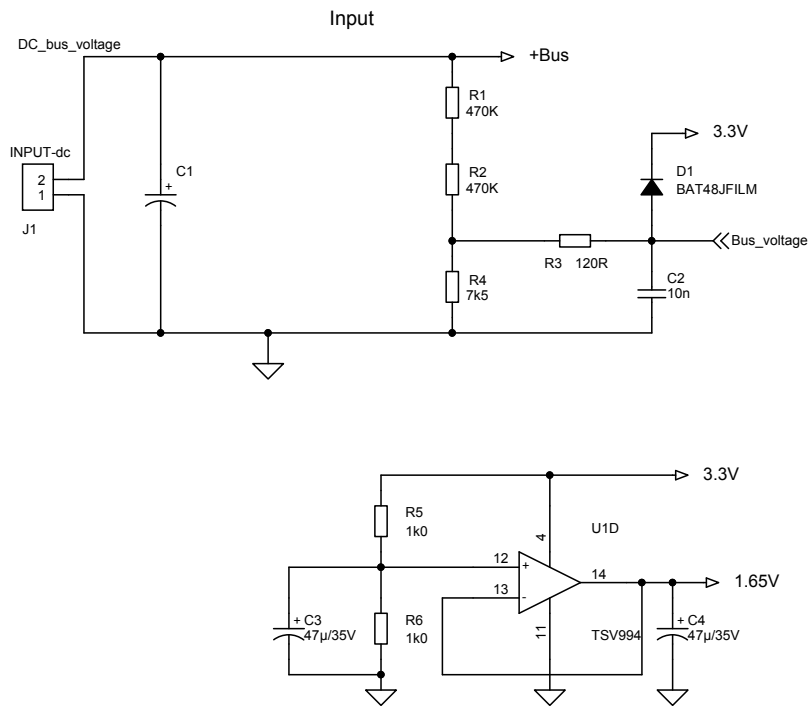 Input
DC_bus_voltage
+Bus
R1
470K
3.3V
INPUT-dc
C1
+
R2
470K
D1
BAT48JFILM
2
1
J1
Bus_voltage
R3 120R
R4
7k5
C2
10n
3.3V
R5
1k0
4
U1D
12
+
14
1.65V
13
-
+ C3
47µ/35V
R6
1k0
11
TSV994
+ C4
47µ/35V